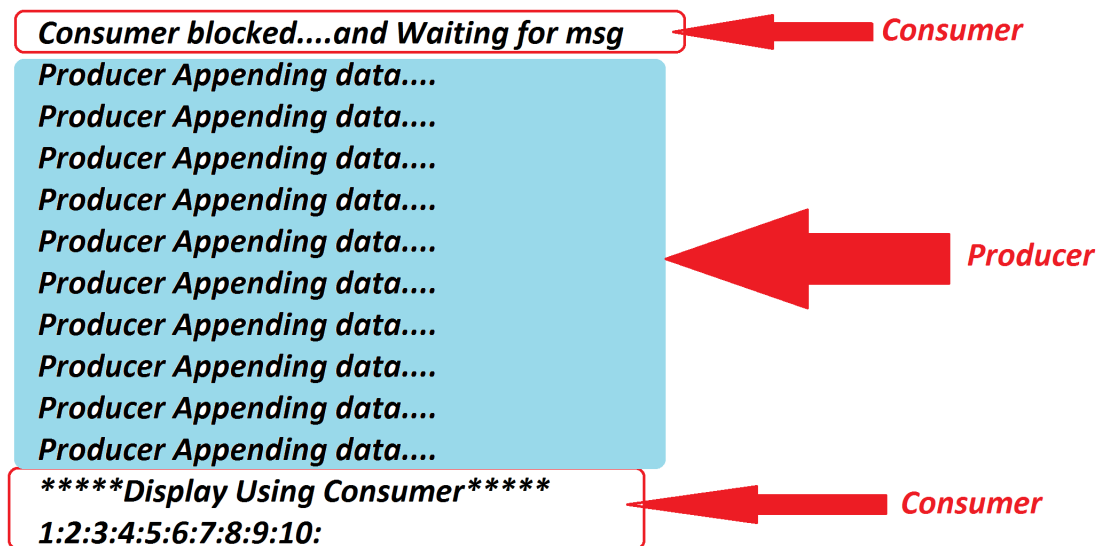 Consumer blocked....and Waiting for msg
Consumer
Producer Appending data....
Producer Appending data....
Producer Appending data....
Producer Appending data....
Producer Appending data....
Producer
Producer Appending data....
Producer Appending data....
Producer Appending data....
Producer Appending data....
Producer Appending data....
*****Display Using Consumer*****
Consumer
1:2:3:4:5:6:7:8:9:10: